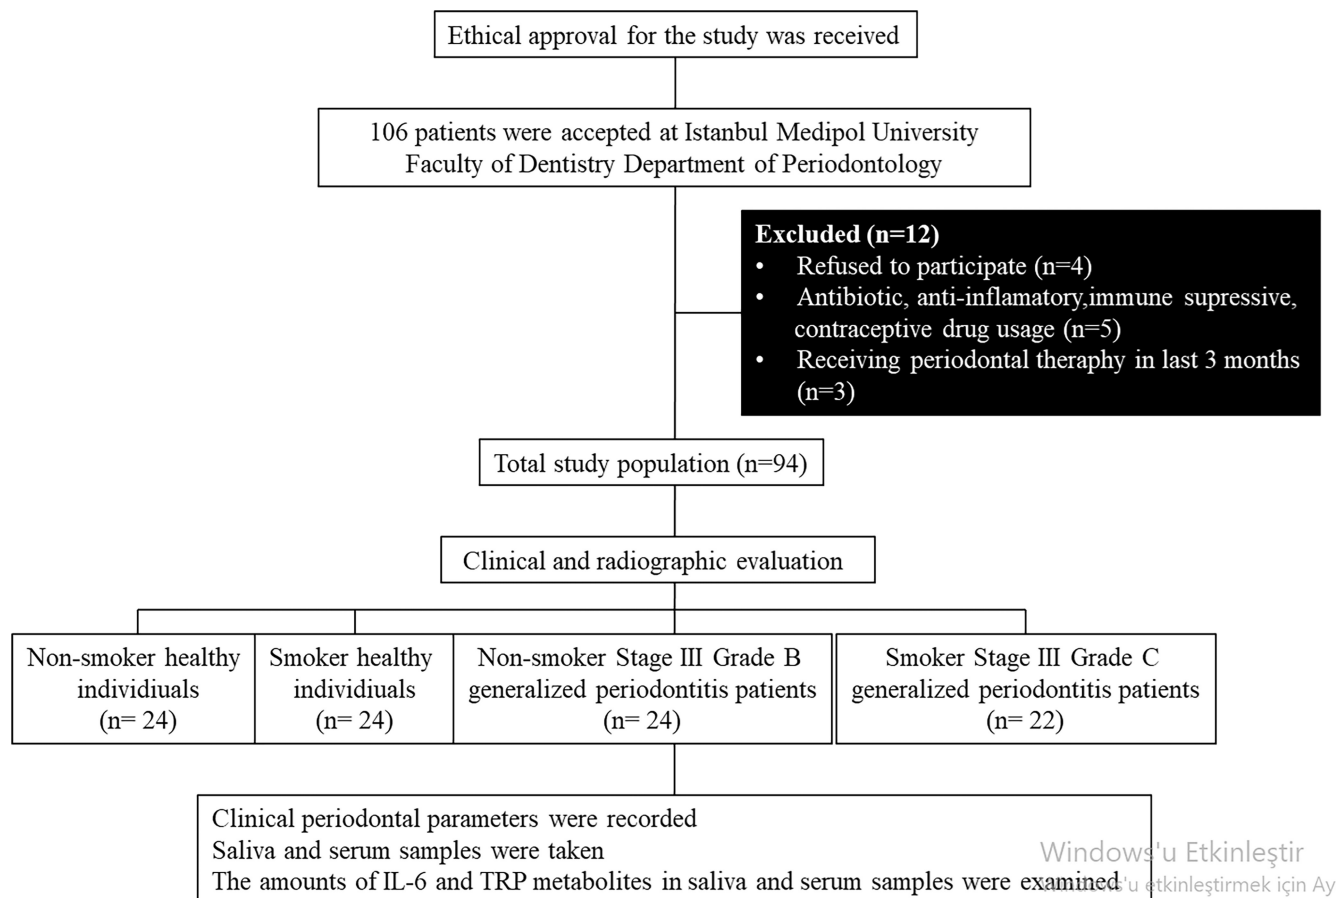 Ethical approval for the study was received
106 patients were accepted at Istanbul Medipol University
Faculty of Dentistry Department of Periodontology
Excluded (n=12)
• Refused to participate (n=4)
• Antibiotic, anti-inflamatory,immune supressive,
contraceptive drug usage (n=5)
• Receiving periodontal theraphy in last 3 months
(n=3)
Total study population (n=94)
Clinical and radiographic evaluation
Non-smoker healthy
individiuals
(n= 24)
Smoker healthy
individiuals
(n= 24)
Non-smoker Stage III Grade B
generalized periodontitis patients
(n= 24)
Smoker Stage III Grade C
generalized periodontitis patients
(n= 22)
Clinical periodontal parameters were recorded
Saliva and serum samples were taken
The amounts of IL-6 and TRP metabolites in saliva and serum samples were examined
Windows'u Etkinleştir
Windows'u etkinleştirmek için Ay